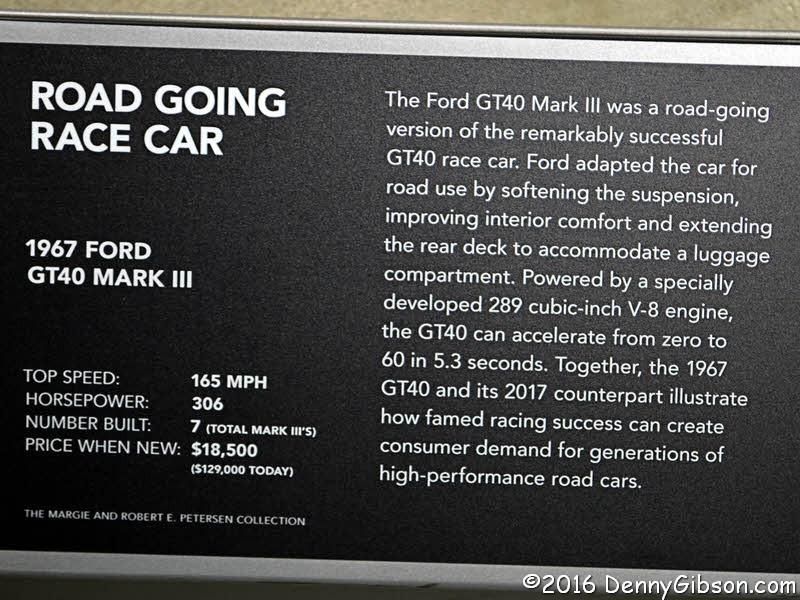 ROAD GOING
RACE CAR
1967 FORD
GT40 MARK III
TOP SPEED: 165 MPH
HORSEPOWER: 306
NUMBER BUILT: 7 (TOTAL MARK III'S)
PRICE WHEN NEW: $18,500
($129,000 TODAY)
THE MARGIE AND ROBERT E. PETERSEN COLLECTION
The Ford GT40 Mark III was a road-going
version of the remarkably successful
GT40 race car. Ford adapted the car for
road use by softening the suspension,
improving interior comfort and extending
the rear deck to accommodate a luggage
compartment. Powered by a specially
developed 289 cubic-inch V-8 engine,
the GT40 can accelerate from zero to
60 in 5.3 seconds. Together, the 1967
GT40 and its 2017 counterpart illustrate
how famed racing success can create
consumer demand for generations of
high-performance road cars.
©2016 DennyGibson.com